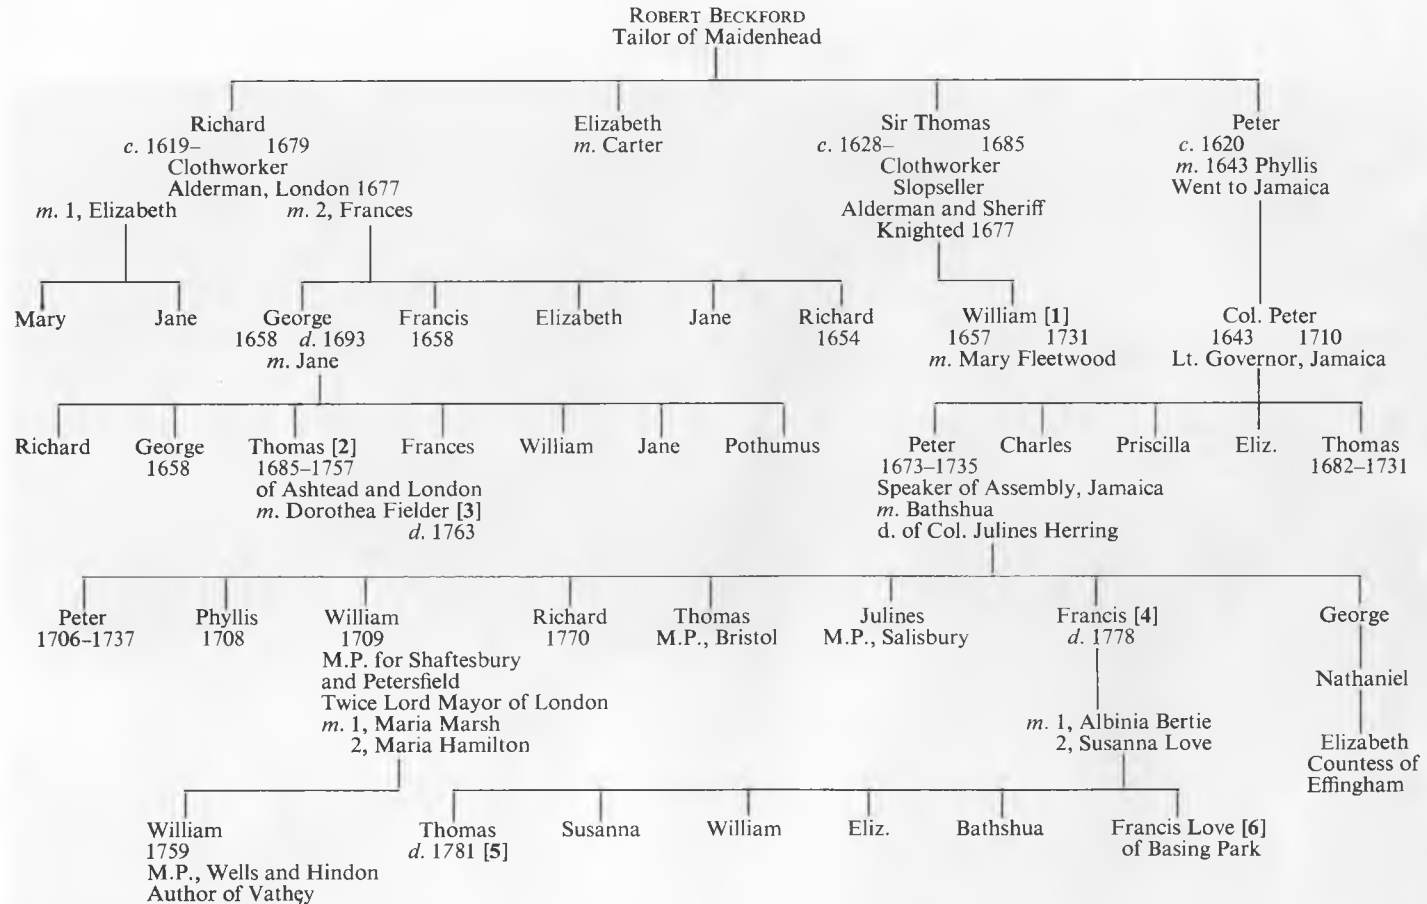 ROBERT BECKFORD
Tailor of Maidenhead
Richard
c. 1619– 1679
Clothworker
Alderman, London 1677
m. 1, Elizabeth m. 2, Frances
Elizabeth
m. Carter
Sir Thomas
c. 1628– 1685
Clothworker
Slopseller
Alderman and Sheriff
Knighted 1677
Peter
c. 1620
m. 1643 Phyllis
Went to Jamaica
Mary
Jane
George
1658 d. 1693
m. Jane
Francis
1658
Elizabeth
Jane
Richard
1654
William [1]
1657 1731
m. Mary Fleetwood
Col. Peter
1643 1710
Lt. Governor, Jamaica
Richard
George
1658
Thomas [2]
1685–1757
of Ashtead and London
m. Dorothea Fielder [3]
d. 1763
Frances
William
Jane
Pothumus
Peter
1673–1735
Speaker of Assembly, Jamaica
m. Bathshua
d. of Col. Julines Herring
Charles
Priscilla
Eliz.
Thomas
1682–1731
Peter
1706–1737
Phyllis
1708
William
1709
M.P. for Shaftesbury
and Petersfield
Twice Lord Mayor of London
m. 1, Maria Marsh
2, Maria Hamilton
Richard
1770
Thomas
M.P., Bristol
Julines
M.P., Salisbury
Francis [4]
d. 1778
m. 1, Albinia Bertie
2, Susanna Love
George
Nathaniel
Elizabeth
Countess of
Effingham
William
1759
M.P., Wells and Hindon
Author of Vathey
Thomas
d. 1781 [5]
Susanna
William
Eliz.
Bathshua
Francis Love [6]
of Basing Park